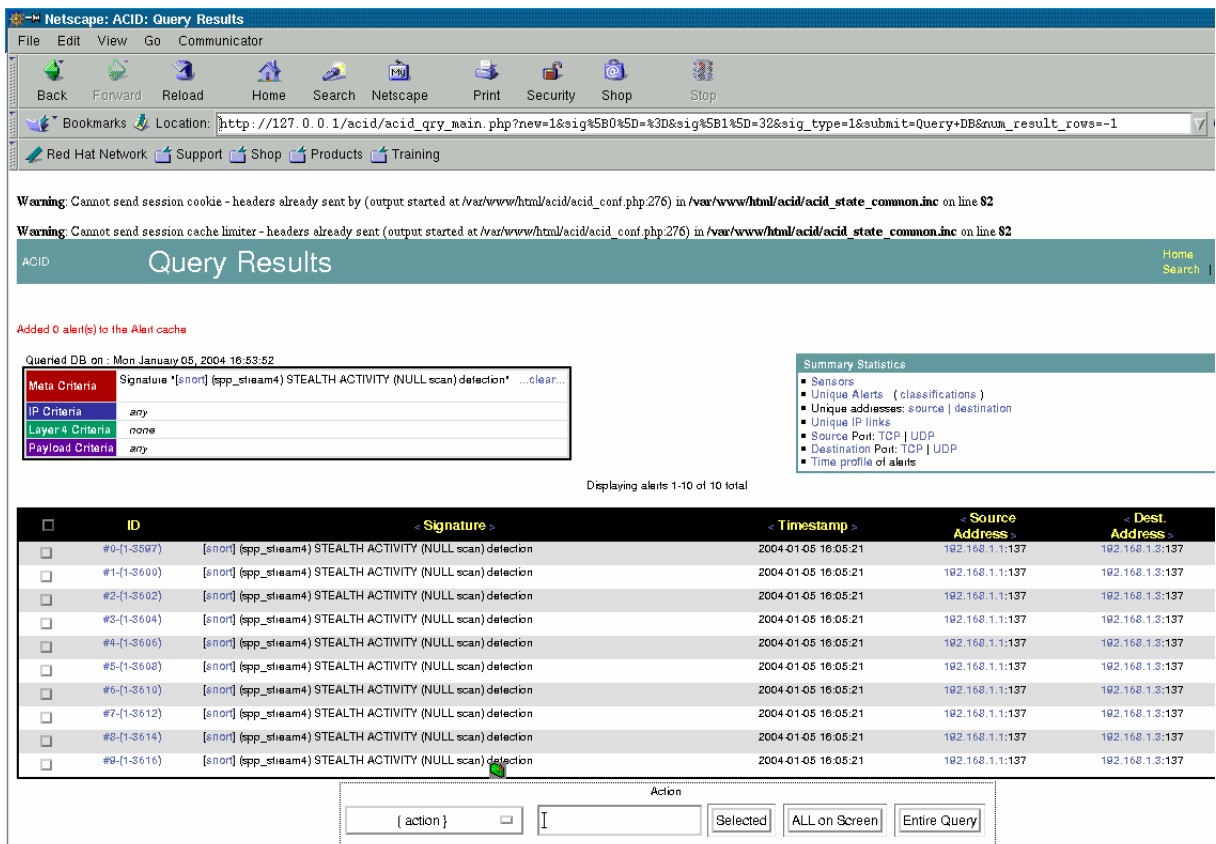 Netscape: ACID: Query Results
File Edit View Go Communicator
Back Forward Reload Home Search Netscape Print Security Shop Stop
My
Bookmarks Location: http://127.0.0.1/acid/acid_qry_main.php?new=1&sig%5B0%5D=%3D&sig%5B1%5D=32&sig_type=1&submit=Query+DB&num_result_rows=-1
Red Hat Network Support Shop Products Training
Warning: Cannot send session cookie - headers already sent by (output started at /var/www/html/acid/acid_conf.php:276) in /var/www/html/acid/acid_state_common.inc on line 82
Warning: Cannot send session cache limiter - headers already sent (output started at /var/www/html/acid/acid_conf.php:276) in /var/www/html/acid/acid_state_common.inc on line 82
ACID Query Results Home
Search |
Added 0 alert(s) to the Alert cache
Queried DB on : Mon January 05, 2004 16:53:52
Meta Criteria Signature "[snort] (spp_stream4) STEALTH ACTIVITY (NULL scan) detection" ...clear...
IP Criteria any
Layer 4 Criteria none
Payload Criteria any
Summary Statistics
Sensors
Unique Alerts ( classifications )
Unique addresses: source | destination
Unique IP links
Source Port: TCP | UDP
Destination Port: TCP | UDP
Time profile of alerts
Displaying alerts 1-10 of 10 total
ID < Signature > < Timestamp > < Source Address > < Dest. Address >
#0-(1-3597) [snort] (spp_stream4) STEALTH ACTIVITY (NULL scan) detection 2004-01-05 16:05:21 192.168.1.1:137 192.168.1.3:137
#1-(1-3600) [snort] (spp_stream4) STEALTH ACTIVITY (NULL scan) detection 2004-01-05 16:05:21 192.168.1.1:137 192.168.1.3:137
#2-(1-3602) [snort] (spp_stream4) STEALTH ACTIVITY (NULL scan) detection 2004-01-05 16:05:21 192.168.1.1:137 192.168.1.3:137
#3-(1-3604) [snort] (spp_stream4) STEALTH ACTIVITY (NULL scan) detection 2004-01-05 16:05:21 192.168.1.1:137 192.168.1.3:137
#4-(1-3606) [snort] (spp_stream4) STEALTH ACTIVITY (NULL scan) detection 2004-01-05 16:05:21 192.168.1.1:137 192.168.1.3:137
#5-(1-3608) [snort] (spp_stream4) STEALTH ACTIVITY (NULL scan) detection 2004-01-05 16:05:21 192.168.1.1:137 192.168.1.3:137
#6-(1-3610) [snort] (spp_stream4) STEALTH ACTIVITY (NULL scan) detection 2004-01-05 16:05:21 192.168.1.1:137 192.168.1.3:137
#7-(1-3612) [snort] (spp_stream4) STEALTH ACTIVITY (NULL scan) detection 2004-01-05 16:05:21 192.168.1.1:137 192.168.1.3:137
#8-(1-3614) [snort] (spp_stream4) STEALTH ACTIVITY (NULL scan) detection 2004-01-05 16:05:21 192.168.1.1:137 192.168.1.3:137
#9-(1-3616) [snort] (spp_stream4) STEALTH ACTIVITY (NULL scan) detection 2004-01-05 16:05:21 192.168.1.1:137 192.168.1.3:137
Action
{ action } Selected ALL on Screen Entire Query